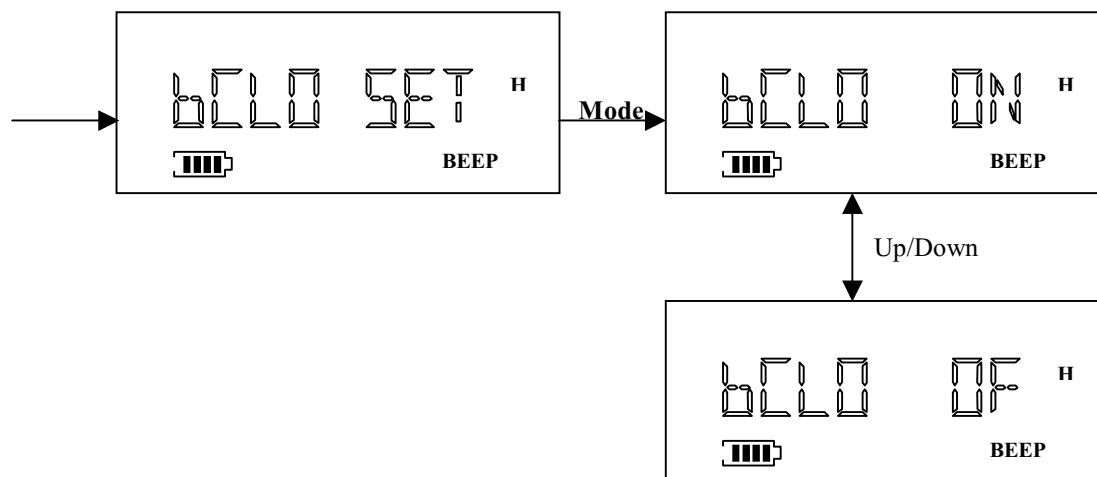 bCLO SET H
BEEP
Mode
bCLO ON H
BEEP
Up/Down
bCLO OF H
BEEP